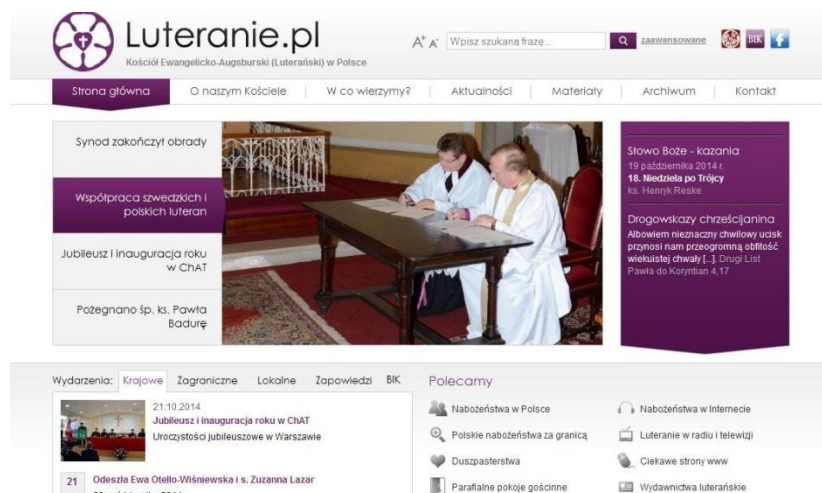 Luteranie.pl
Kościół Ewangelicko-Augsburski (Luterański) w Polsce
A+ A-
Wpisz szukaną frazę...
zaawansowane
BIK
f
Strona główna
O naszym Kościele
W co wierzymy?
Aktualności
Materiały
Archiwum
Kontakt
Synod zakończył obrady
Współpraca szwedzkich i
polskich luteran
Jubileusz i inauguracja roku
w ChAT
Pożegnano śp. ks. Pawła
Badurę
Słowo Boże - kazania
19 października 2014 r.
18. Niedziela po Trójcy
ks. Henryk Reske
Drogowskazy chrześcijanina
Albowiem nieznaczny chwilowy ucisk
przynosi nam przeogromną obfitość
wiekuistej chwały [...]. Drugi List
Pawła do Koryntian 4,17
Wydarzenia: Krajowe Zagraniczne Lokalne Zapowiedzi BIK
21.10.2014
Jubileusz i inauguracja roku w ChAT
Uroczystości jubileuszowe w Warszawie
21
Odeszła Ewa Otello-Wiśniewska i s. Zuzanna Lazar
Polecamy
Nabożeństwa w Polsce
Nabożeństwa w Internecie
Polskie nabożeństwa za granicą
Luteranie w radiu i telewizji
Duszpasterstwa
Ciekawe strony www
Parafialne pokoje gościnne
Wydawnictwa luterańskie